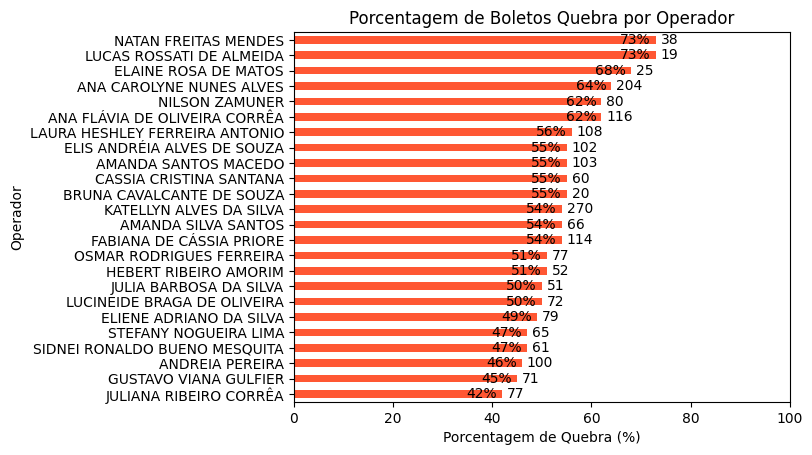 Porcentagem de Boletos Quebra por Operador
Operador
NATAN FREITAS MENDES 73% 38
LUCAS ROSSATI DE ALMEIDA 73% 19
ELAINE ROSA DE MATOS 68% 25
ANA CAROLYNE NUNES ALVES 64% 204
NILSON ZAMUNER 62% 80
ANA FLÁVIA DE OLIVEIRA CORRÊA 62% 116
LAURA HESHLEY FERREIRA ANTONIO 56% 108
ELIS ANDRÉIA ALVES DE SOUZA 55% 102
AMANDA SANTOS MACEDO 55% 103
CASSIA CRISTINA SANTANA 55% 60
BRUNA CAVALCANTE DE SOUZA 55% 20
KATELLYN ALVES DA SILVA 54% 270
AMANDA SILVA SANTOS 54% 66
FABIANA DE CÁSSIA PRIORE 54% 114
OSMAR RODRIGUES FERREIRA 51% 77
HEBERT RIBEIRO AMORIM 51% 52
JULIA BARBOSA DA SILVA 50% 51
LUCINEIDE BRAGA DE OLIVEIRA 50% 72
ELIENE ADRIANO DA SILVA 49% 79
STEFANY NOGUEIRA LIMA 47% 65
SIDNEI RONALDO BUENO MESQUITA 47% 61
ANDREIA PEREIRA 46% 100
GUSTAVO VIANA GULFIER 45% 71
JULIANA RIBEIRO CORRÊA 42% 77
0 20 40 60 80 100
Porcentagem de Quebra (%)